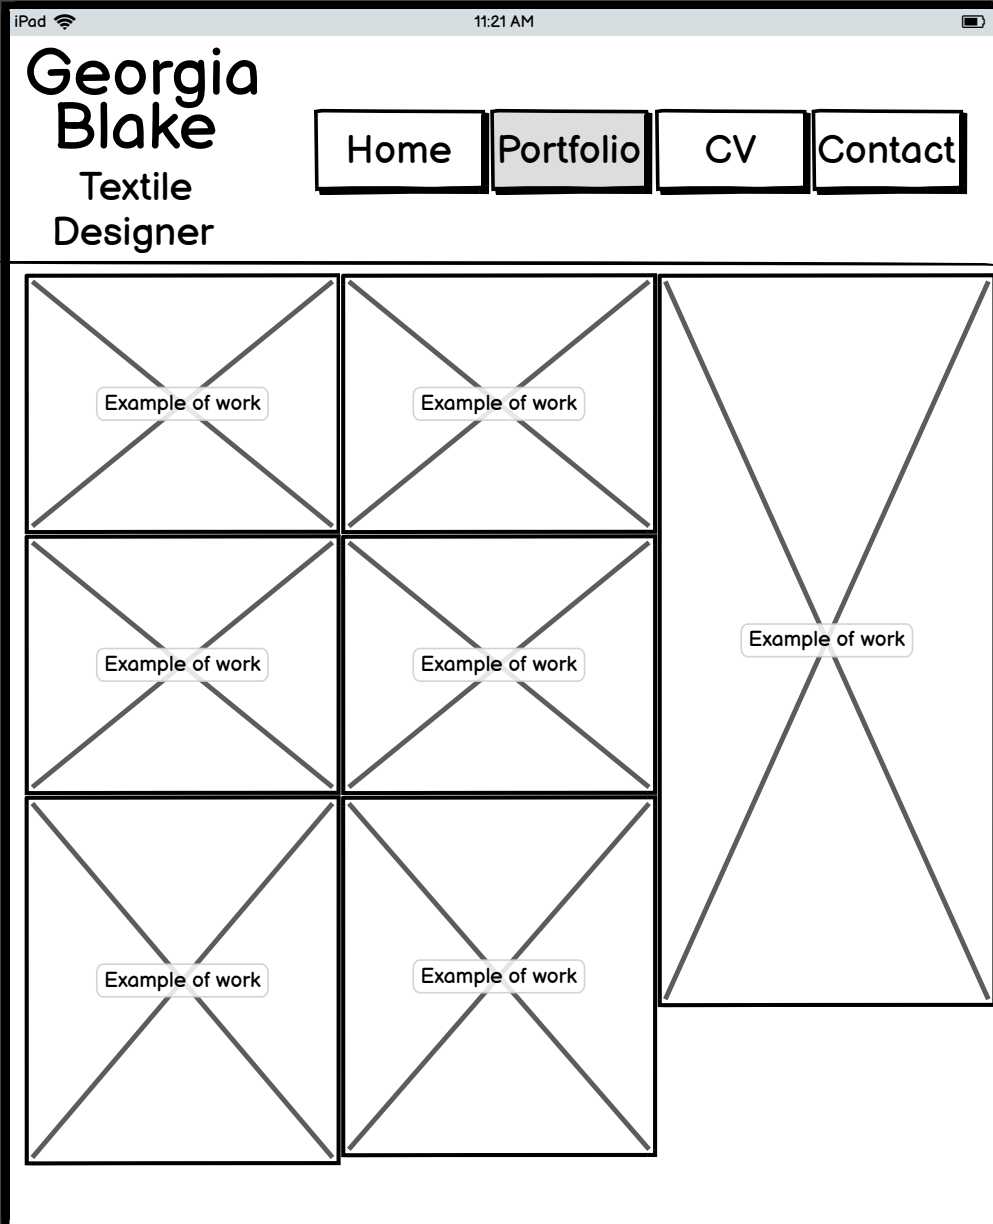 iPad
11:21 AM
Georgia
Blake
Textile
Designer
Home
Portfolio
CV
Contact
Example of work
Example of work
Example of work
Example of work
Example of work
Example of work
Example of work